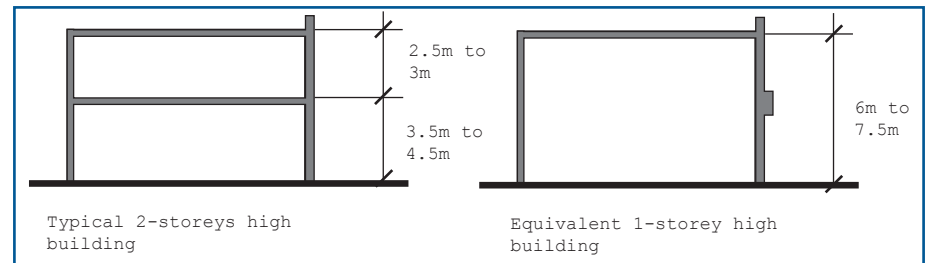 2.5m to
3m
3.5m to
4.5m
Typical 2-storeys high
building
6m to
7.5m
Equivalent 1-storey high
building